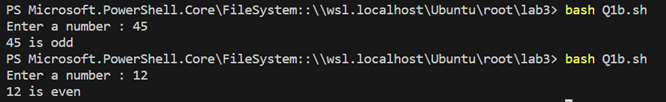 PS Microsoft.PowerShell.Core\FileSystem::\\wsl.localhost\Ubuntu\root\lab3> bash Q1b.sh
Enter a number : 45
45 is odd
PS Microsoft.PowerShell.Core\FileSystem::\\wsl.localhost\Ubuntu\root\lab3> bash Q1b.sh
Enter a number : 12
12 is even